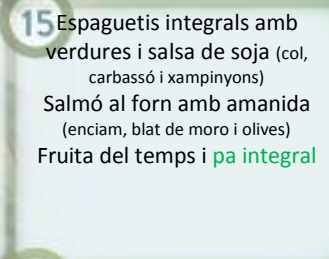 15 Espaguetis integrals amb
verdures i salsa de soja (col,
carbassó i xampinyons)
Salmó al forn amb amanida
(enciam, blat de moro i olives)
Fruita del temps i pa integral